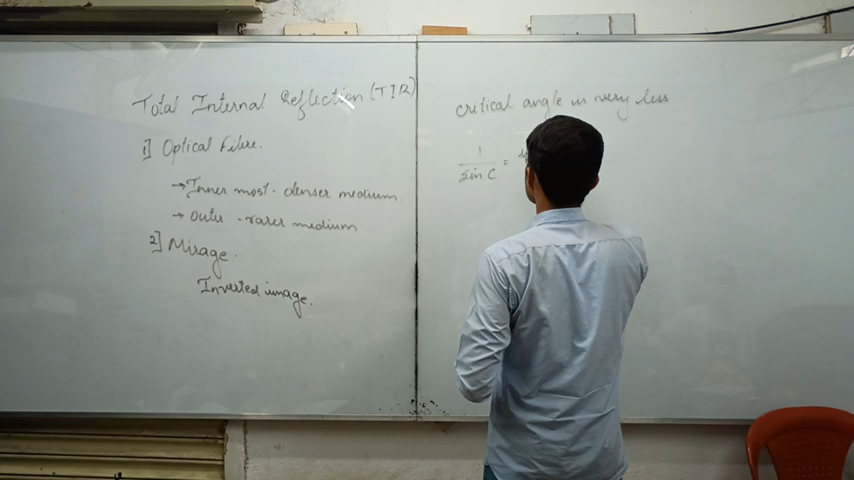 Total Internal Reflection (TIR)
1] Optical Fibre.
→ Inner most - denser medium.
→ Outer - rarer medium
2] Mirage.
Inverted image.
critical angle is very less.
1
sin C =